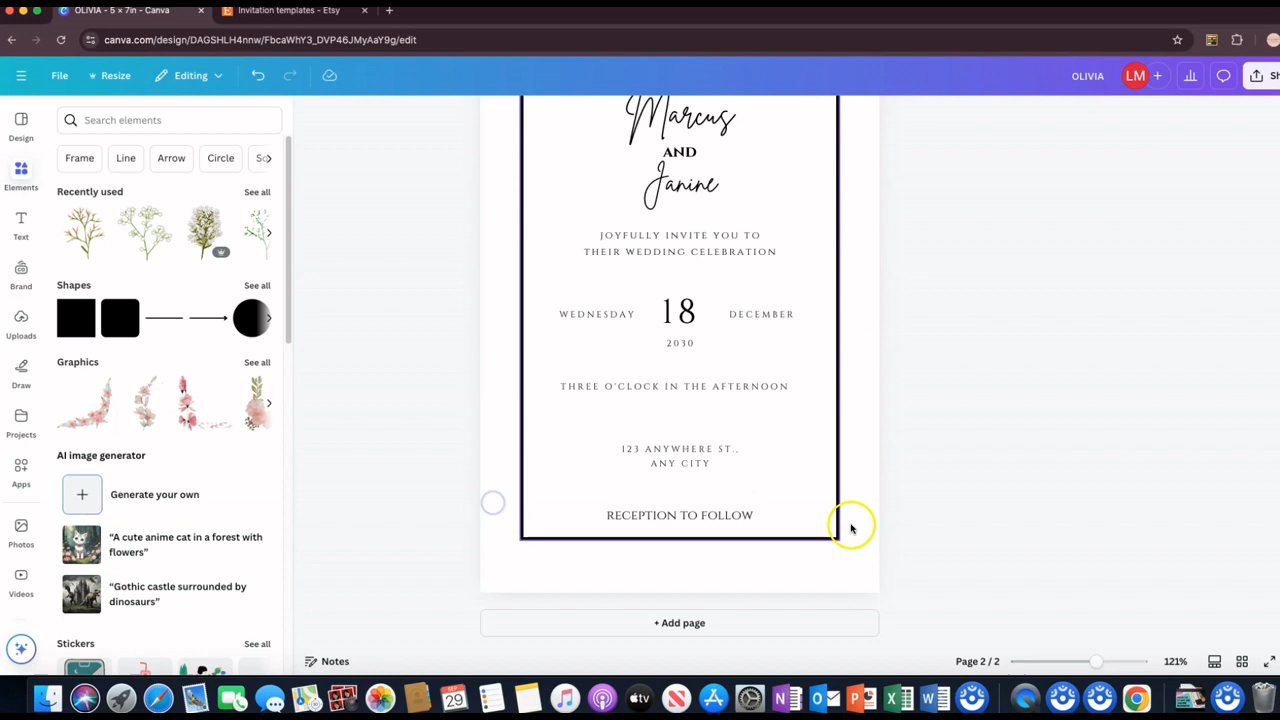 OLIVIA - 5 × 7in - Canva
Invitation templates - Etsy
canva.com/design/DAGSHLH4nnw/FbcaWhY3_DVP46JMyAaY9g/edit
File
Resize
Editing
OLIVIA
LM
Design
Elements
Text
Brand
Uploads
Draw
Projects
Apps
Photos
Videos
Search elements
Frame
Line
Arrow
Circle
Recently used
See all
Shapes
See all
Graphics
See all
AI image generator
Generate your own
“A cute anime cat in a forest with
flowers”
“Gothic castle surrounded by
dinosaurs”
Stickers
See all
Marcus
AND
Janine
JOYFULLY INVITE YOU TO
THEIR WEDDING CELEBRATION
WEDNESDAY 18 DECEMBER
2030
THREE O'CLOCK IN THE AFTERNOON
123 ANYWHERE ST.,
ANY CITY
RECEPTION TO FOLLOW
+ Add page
Notes
Page 2 / 2
121%
SEP
29
tv